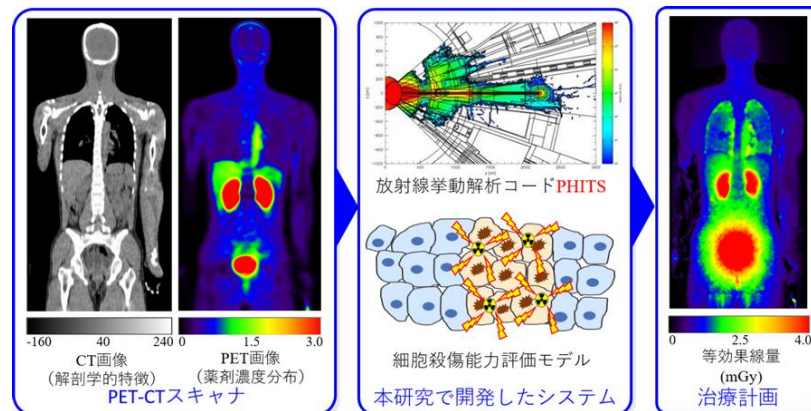 -160 40 240
CT画像
(解剖学的特徴)
0 1.5 3.0
PET画像
(薬剤濃度分布)
PET-CTスキャナ
放射線挙動解析コードPHITS
細胞殺傷能力評価モデル
本研究で開発したシステム
0 2.5 4.0
等効果線量
(mGy)
治療計画